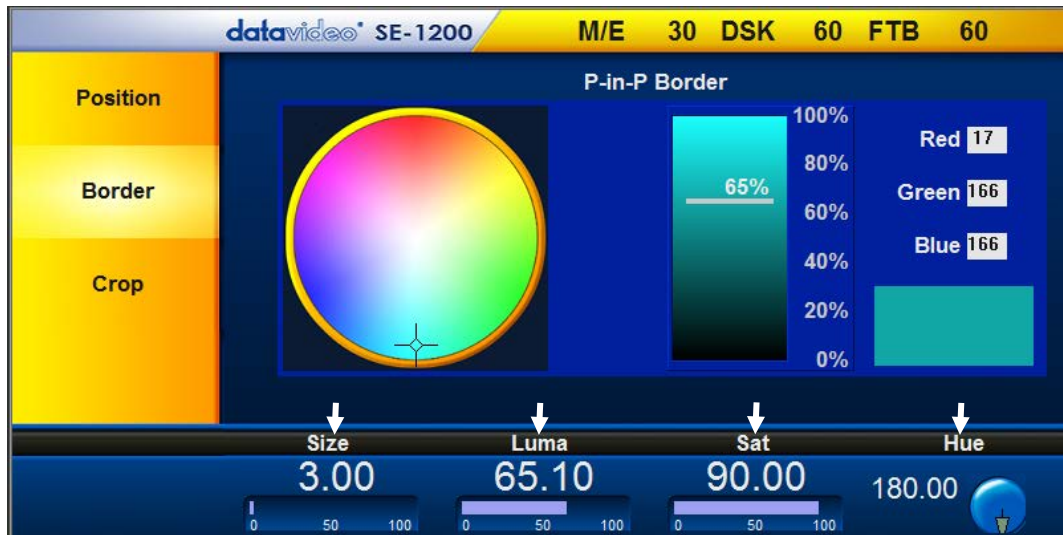 datavideo SE-1200 M/E 30 DSK 60 FTB 60
Position
Border
Crop
P-in-P Border
100%
80%
65%
60%
40%
20%
0%
Red 17
Green 166
Blue 166
Size Luma Sat Hue
3.00 65.10 90.00 180.00
0 50 100 0 50 100 0 50 100